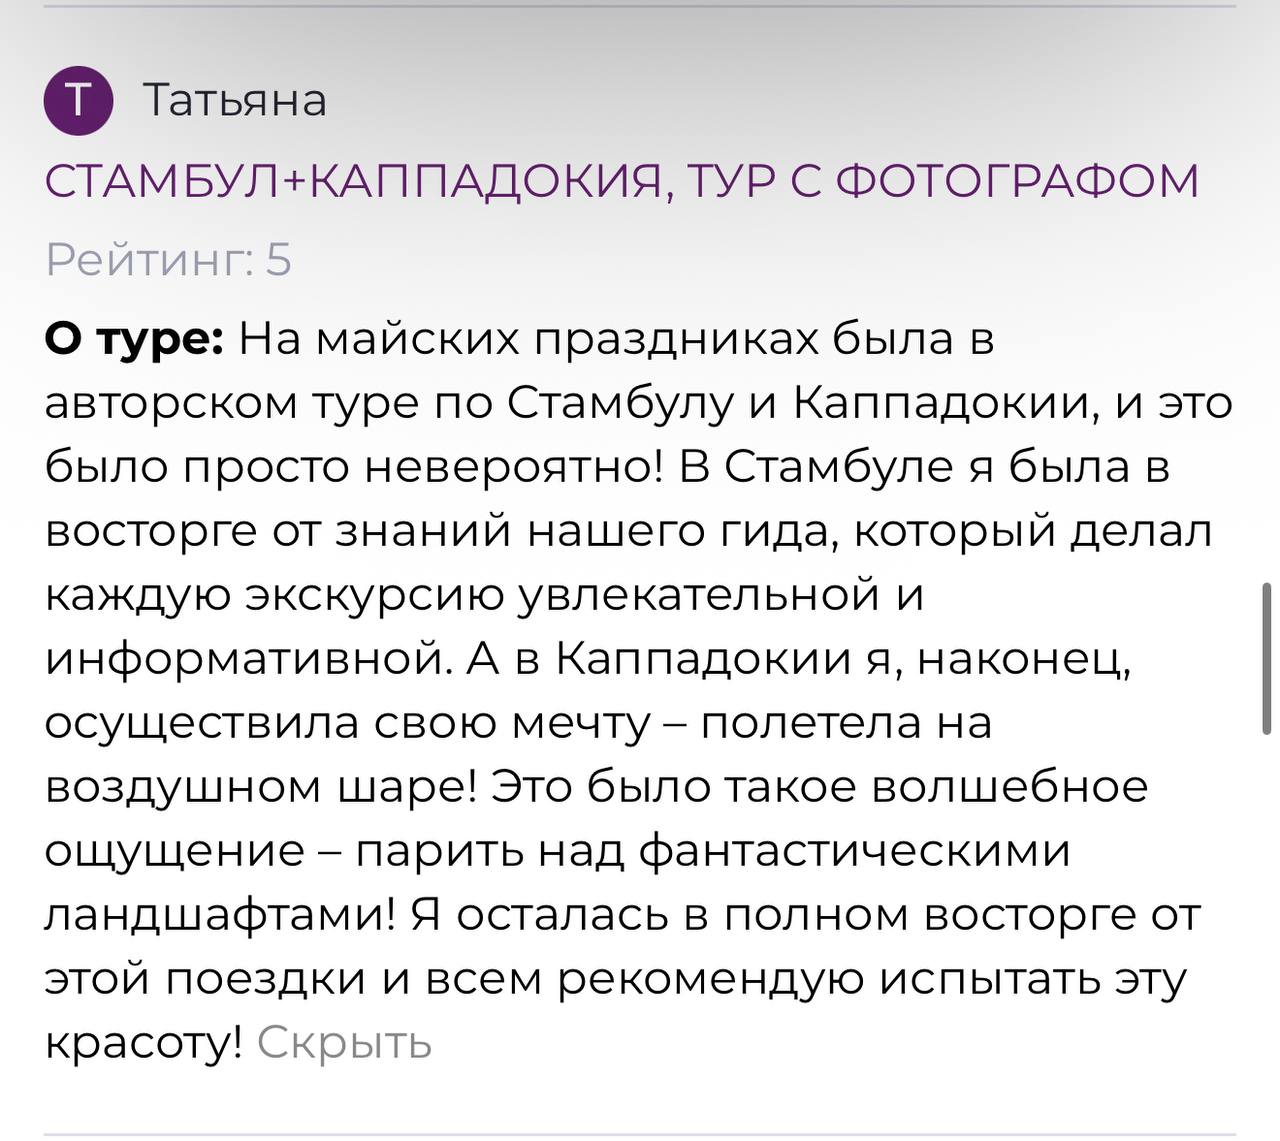 Т Татьяна
СТАМБУЛ+КАППАДОКИЯ, ТУР С ФОТОГРАФОМ
Рейтинг: 5
О туре: На майских праздниках была в
авторском туре по Стамбулу и Каппадокии, и это
было просто невероятно! В Стамбуле я была в
восторге от знаний нашего гида, который делал
каждую экскурсию увлекательной и
информативной. А в Каппадокии я, наконец,
осуществила свою мечту – полетела на
воздушном шаре! Это было такое волшебное
ощущение – парить над фантастическими
ландшафтами! Я осталась в полном восторге от
этой поездки и всем рекомендую испытать эту
красоту! Скрыть